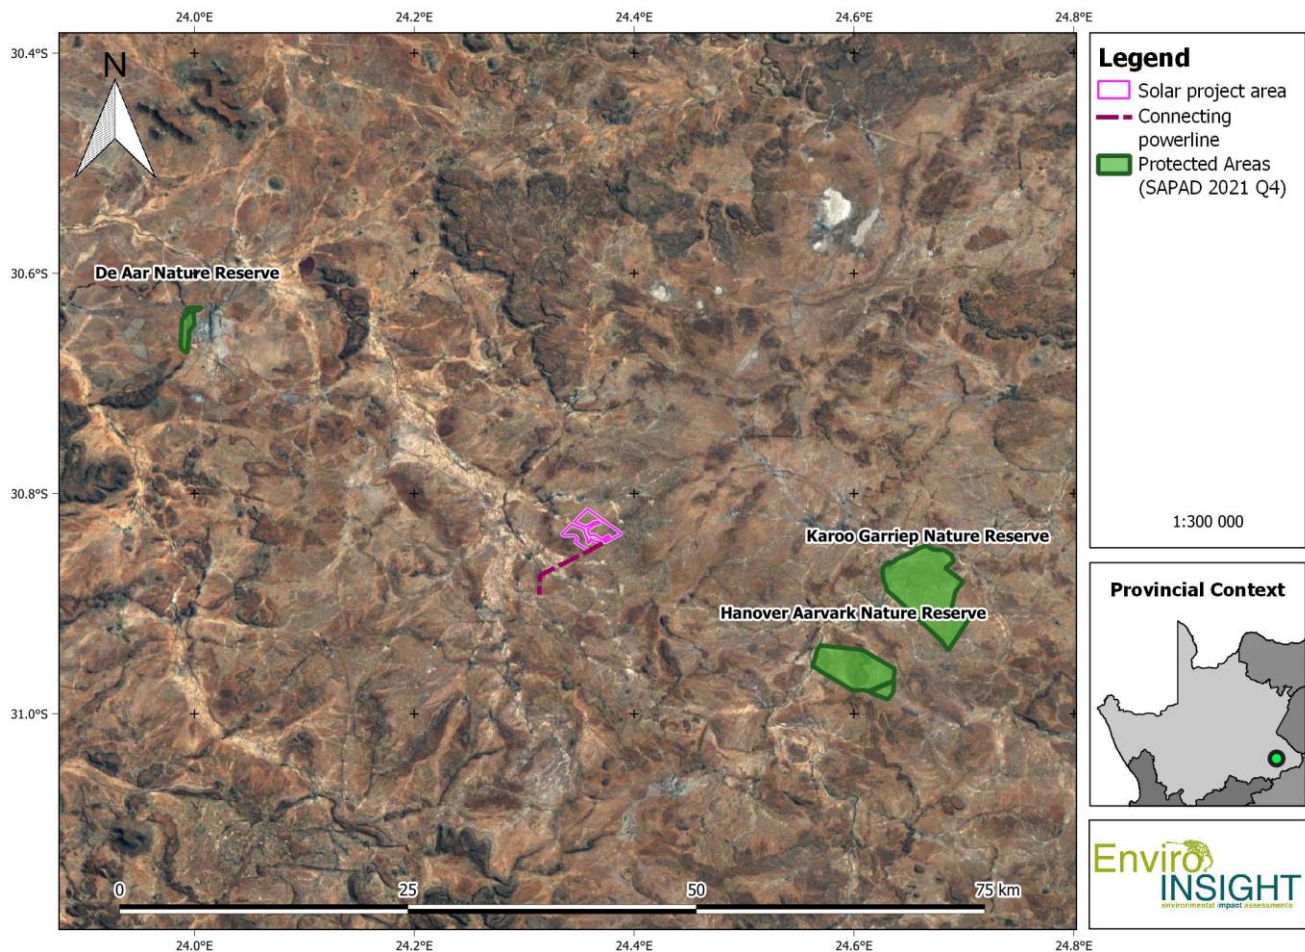 24.0°E 24.2°E 24.4°E 24.6°E 24.8°E
30.4°S
30.6°S
30.8°S
31.0°S
N
De Aar Nature Reserve
Karoo Garriep Nature Reserve
Hanover Aarvark Nature Reserve
0 25 50 75 km
24.0°E 24.2°E 24.4°E 24.6°E 24.8°E
Legend
Solar project area
Connecting
powerline
Protected Areas
(SAPAD 2021 Q4)
1:300 000
Provincial Context
Enviro
INSIGHT
environmental impact assessments